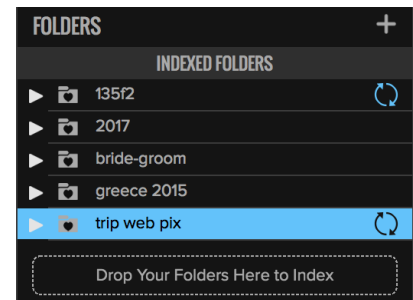 FOLDERS
INDEXED FOLDERS
135f2
2017
bride-groom
greece 2015
trip web pix
Drop Your Folders Here to Index